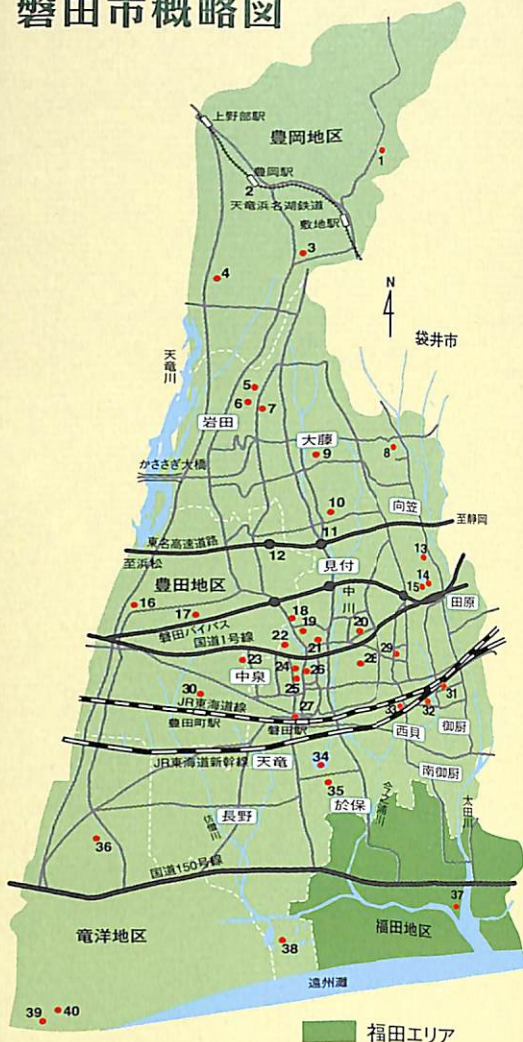 磐田市概略図
上野部駅
豊岡地区
1
豊岡駅
2
天竜浜名湖鉄道
敷地駅
3
4
N
袋井市
天竜川
5
6
7
岩田
大藤
8
9
かささぎ大橋
10
向笠
至静岡
11
東名高速道路
12
見付
13
至浜松
豊田地区
中川
14
15
田原
16
17
18
磐田バイパス
19
20
国道1号線
22
21
29
23
24
26
28
中泉
25
30
31
JR東海道線
27
33
32
豊田町駅
磐田駅
西貝
御厨
JR東海道新幹線
天竜
34
南御厨
35
於保
今之浦川
太田川
長野
仿僧川
36
国道150号線
37
竜洋地区
福田地区
38
遠州灘
39
40
福田エリア